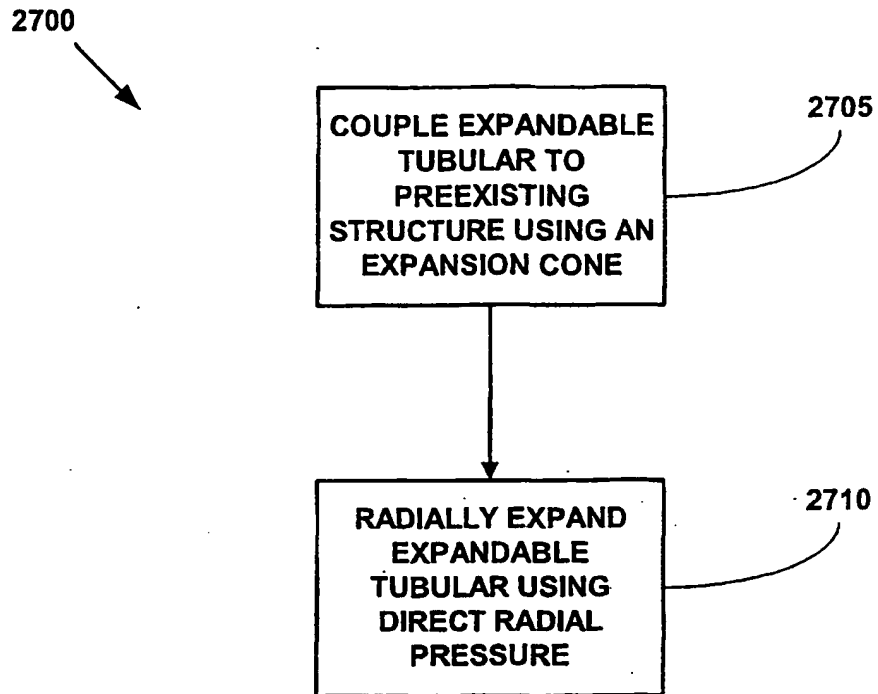 2700
2705
COUPLE EXPANDABLE
TUBULAR TO
PREEXISTING
STRUCTURE USING AN
EXPANSION CONE
2710
RADIALLY EXPAND
EXPANDABLE
TUBULAR USING
DIRECT RADIAL
PRESSURE